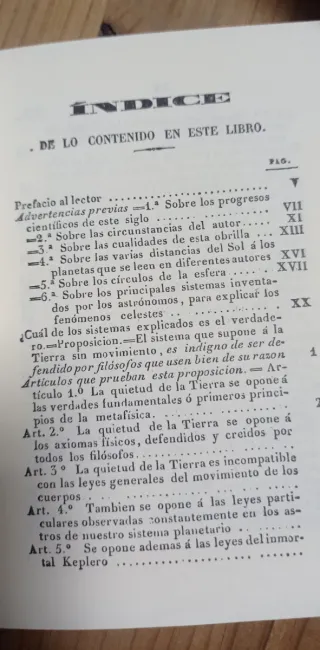 ÍNDICE
DE LO CONTENIDO EN ESTE LIBRO.
PÁG.
Prefacio al lector . . . . . . . . . . . . . . . . . . . . . . V
Advertencias previas =1.ª Sobre los progresos
científicos de este siglo . . . . . . . . . . . . . . . VII
=2.ª Sobre las circunstancias del autor..... XI
=3.ª Sobre las cualidades de esta obrilla ... XIII
=4.ª Sobre las varias distancias del Sol á los
planetas que se leen en diferentes autores XVI
=5.ª Sobre los círculos de la esfera .... XVII
=6.ª Sobre los principales sistemas inventa-
dos por los astrónomos, para explicar los
fenómenos celestes . . . . . . . . . . . . . . . XX
¿Cuál de los sistemas explicados es el verdade-
ro.=Proposicion.=El sistema que supone á la
Tierra sin movimiento, es indigno de ser de-
fendido por filósofos que usen bien de su razon 1
Artículos que prueban esta proposicion.= Ar-
tículo 1.º La quietud de la Tierra se opone á
las verdades fundamentales ó primeros princi-
pios de la metafísica. . . . . . . . . . . . . . . . 2
Art. 2.º La quietud de la Tierra se opone á
los axiomas físicos, defendidos y creidos por
todos los filósofos. . . . . . . . . . . . . . . . .
Art. 3º La quietud de la Tierra es incompatible
con las leyes generales del movimiento de los
cuerpos . . . . . . . . . . . . . . . . . . . . . .
Art. 4.º Tambien se opone á las leyes parti-
culares observadas constantemente en los as-
tros de nuestro sistema planetario . . . . . . . .
Art. 5.º Se opone ademas á las leyes del inmor-
tal Keplero . . . . . . . . . . . . . . . . . . . .